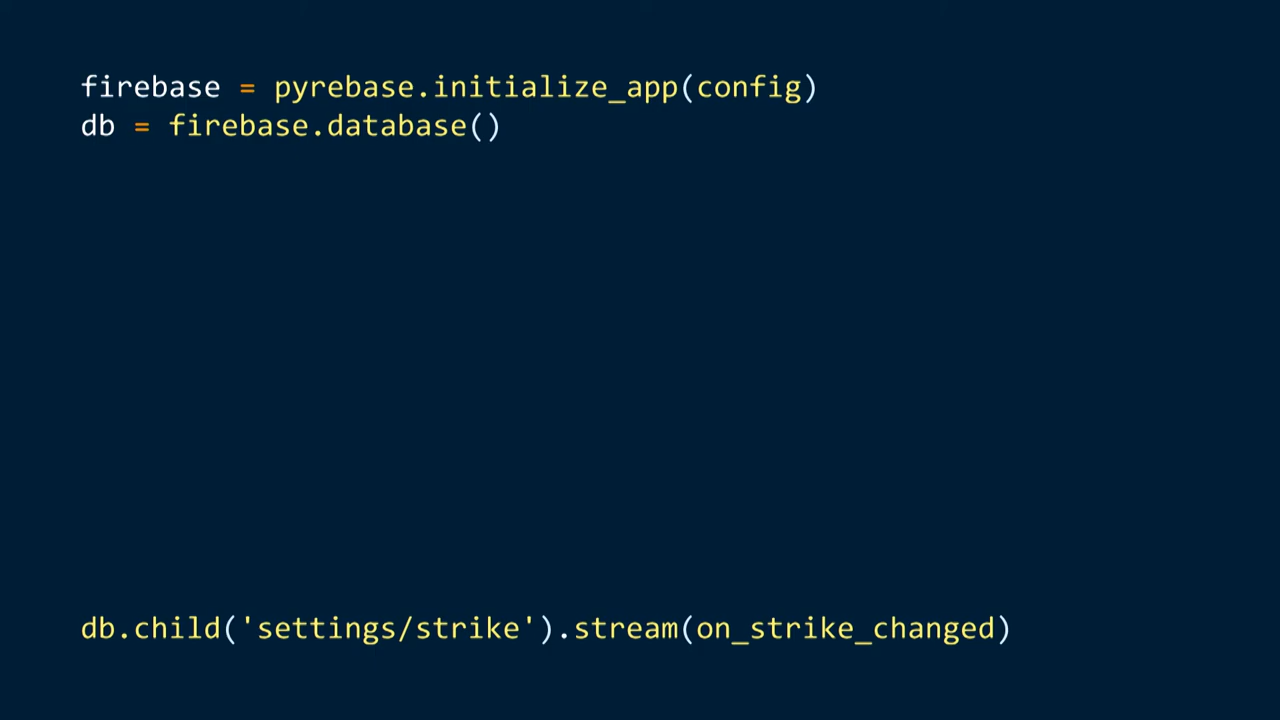 firebase = pyrebase.initialize_app(config)
db = firebase.database()
db.child('settings/strike').stream(on_strike_changed)